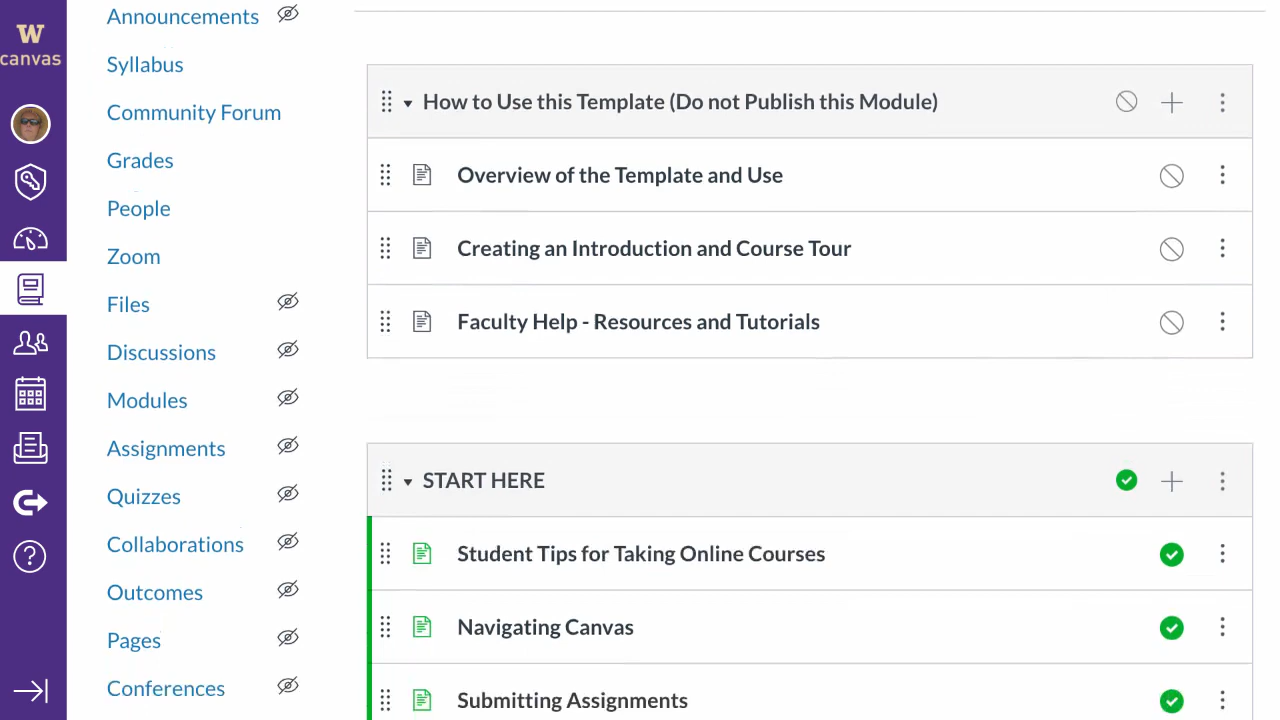 W
canvas
Announcements
Syllabus
Community Forum
Grades
People
Zoom
Files
Discussions
Modules
Assignments
Quizzes
Collaborations
Outcomes
Pages
Conferences
How to Use this Template (Do not Publish this Module)
Overview of the Template and Use
Creating an Introduction and Course Tour
Faculty Help - Resources and Tutorials
START HERE
Student Tips for Taking Online Courses
Navigating Canvas
Submitting Assignments